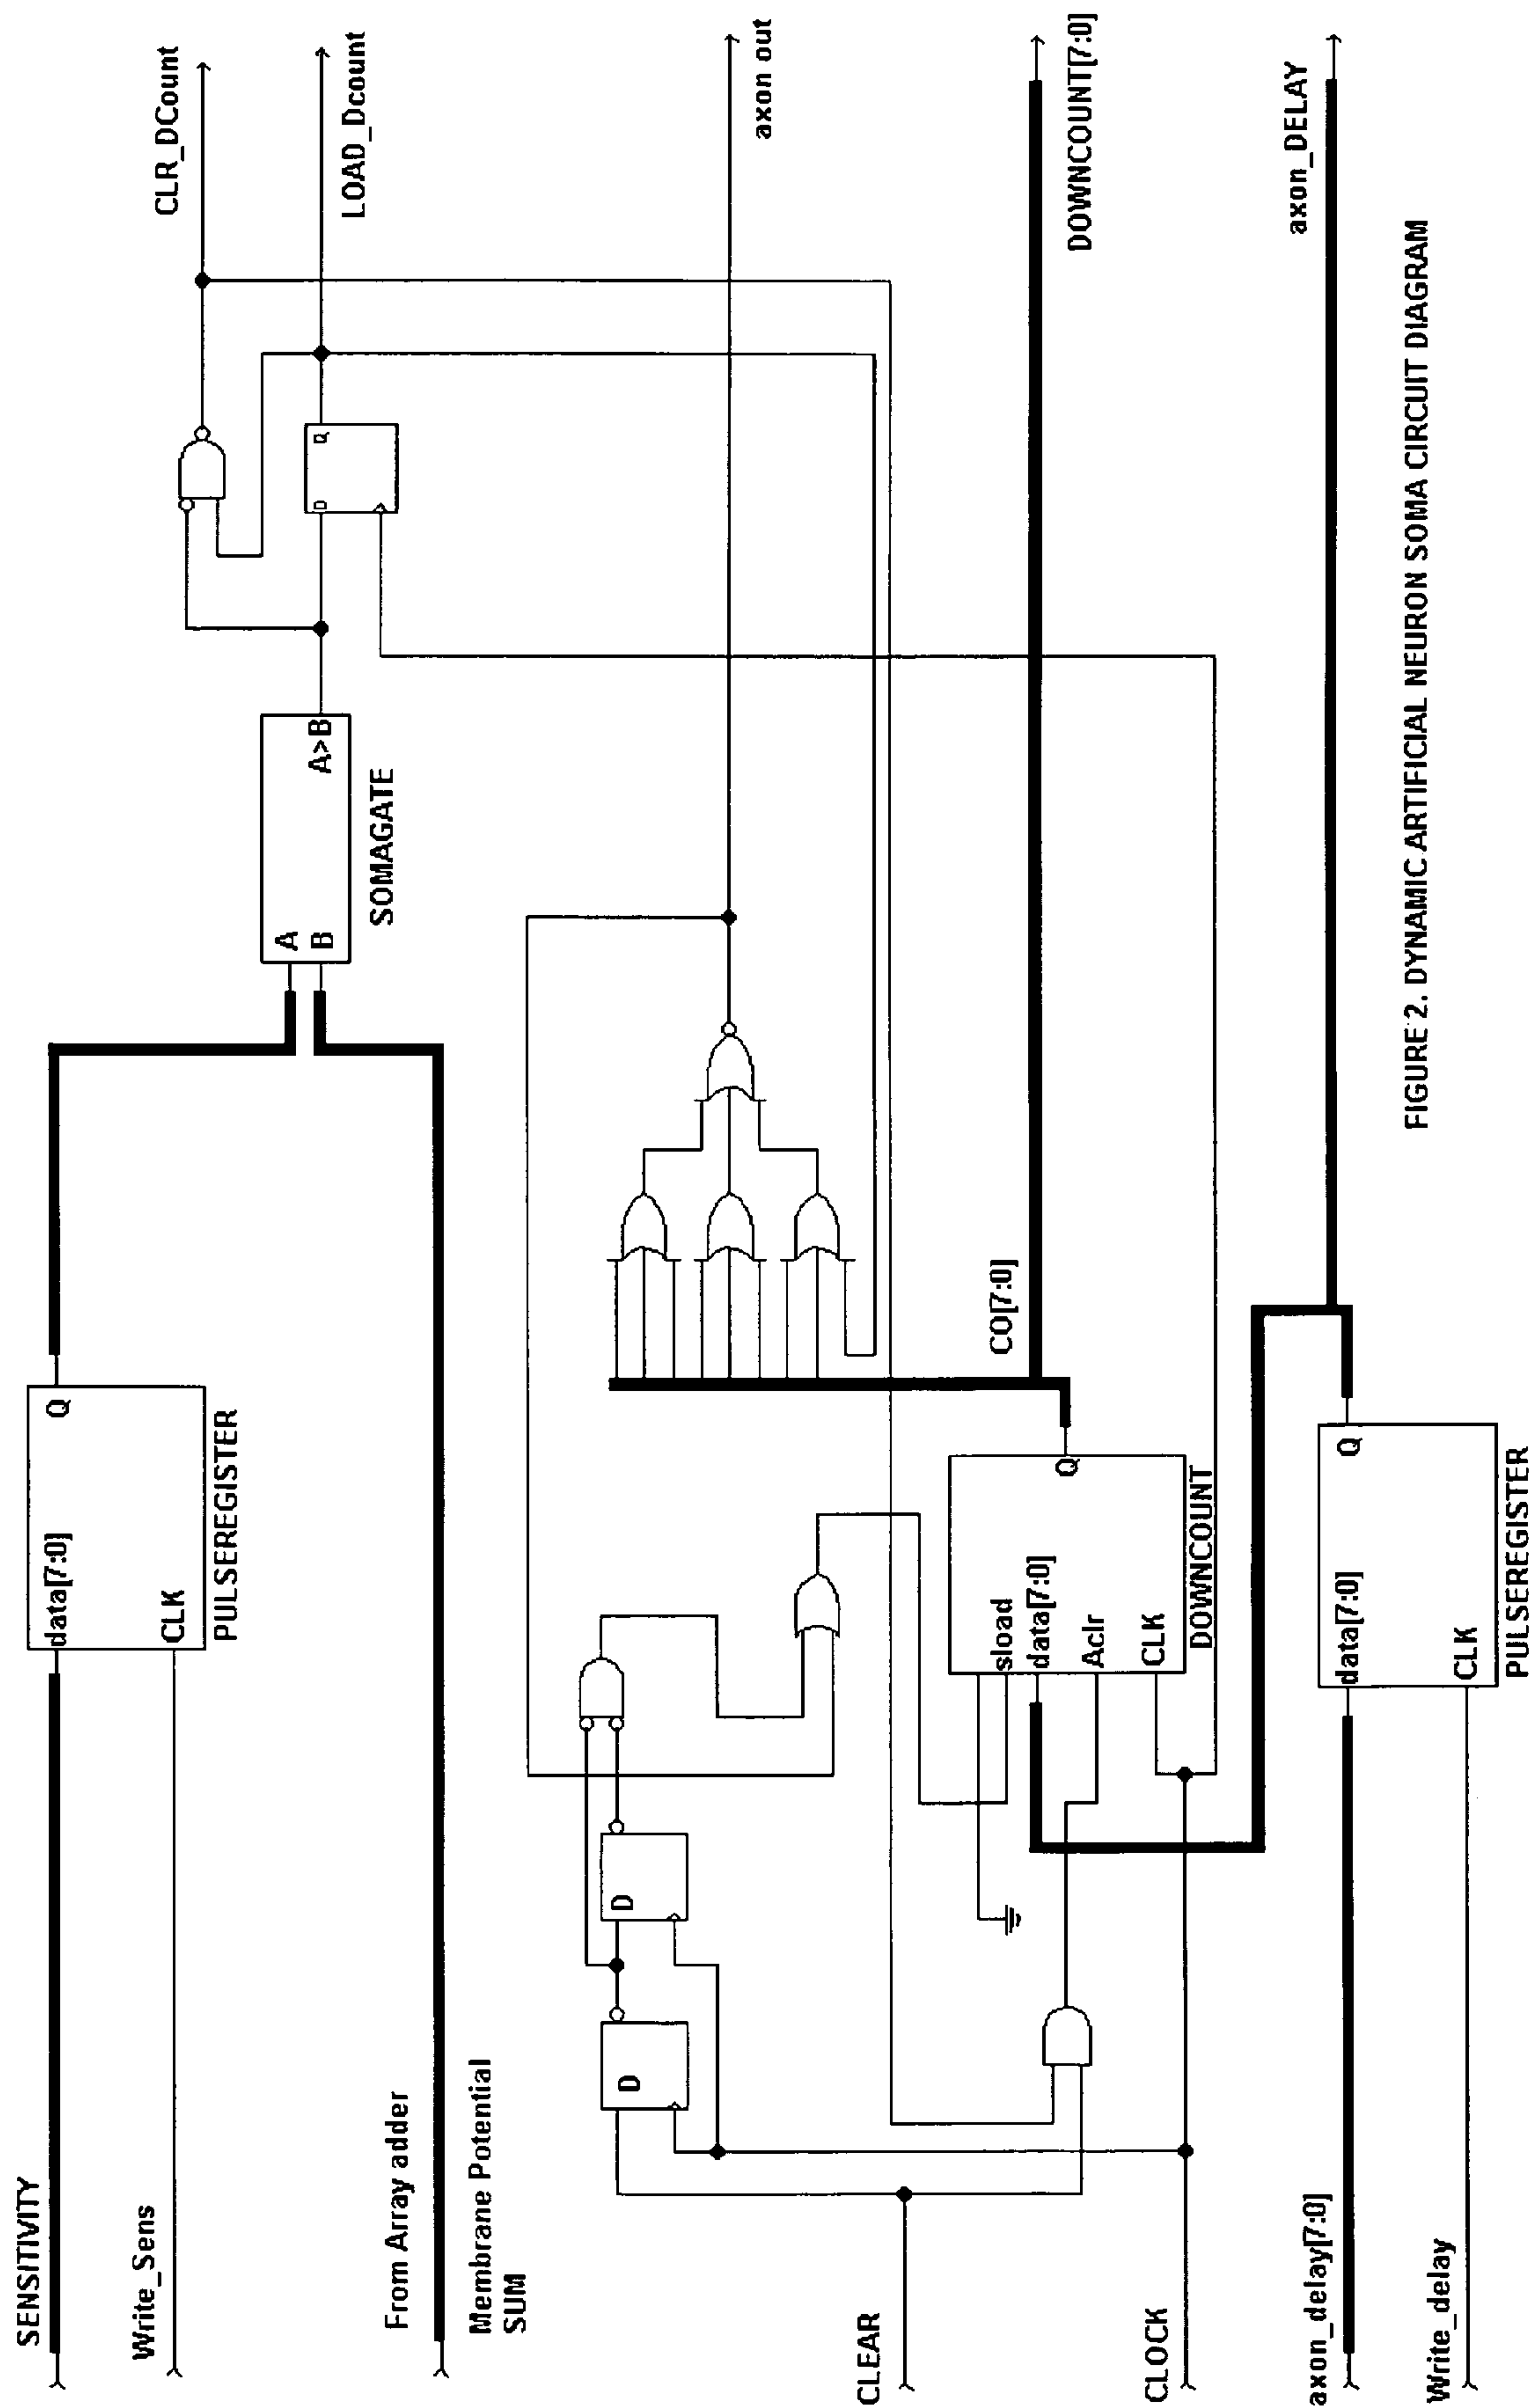 SENSITIVITY
data[7:0]
Q
Write_Sens
CLK
PULSEREGISTER
CLR_DCount
A
B
A>B
SOMAGATE
D
Q
LOAD_Dcount
From Array adder
Membrane Potential
SUM
D
D
axon out
CLEAR
CO[7:0]
sload
data[7:0]
Aclr
CLK
Q
DOWNCOUNT
DOWNCOUNT[7:0]
CLOCK
axon_delay[7:0]
data[7:0]
Q
Write_delay
CLK
PULSEREGISTER
axon_DELAY
FIGURE 2. DYNAMIC ARTIFICIAL NEURON SOMA CIRCUIT DIAGRAM